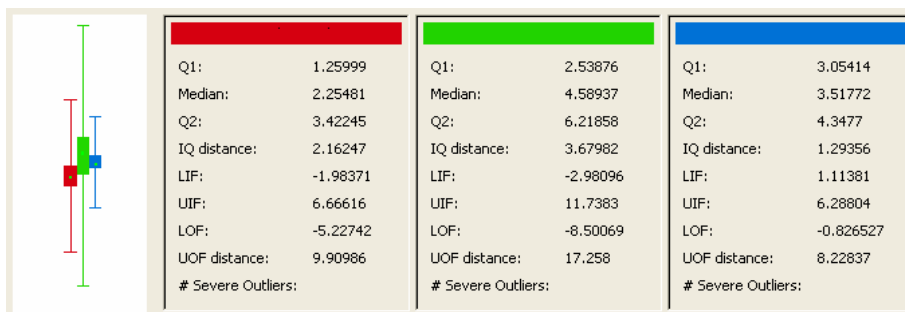 Q1: 1.25999
Median: 2.25481
Q2: 3.42245
IQ distance: 2.16247
LIF: -1.98371
UIF: 6.66616
LOF: -5.22742
UOF distance: 9.90986
# Severe Outliers:
Q1: 2.53876
Median: 4.58937
Q2: 6.21858
IQ distance: 3.67982
LIF: -2.98096
UIF: 11.7383
LOF: -8.50069
UOF distance: 17.258
# Severe Outliers:
Q1: 3.05414
Median: 3.51772
Q2: 4.3477
IQ distance: 1.29356
LIF: 1.11381
UIF: 6.28804
LOF: -0.826527
UOF distance: 8.22837
# Severe Outliers: